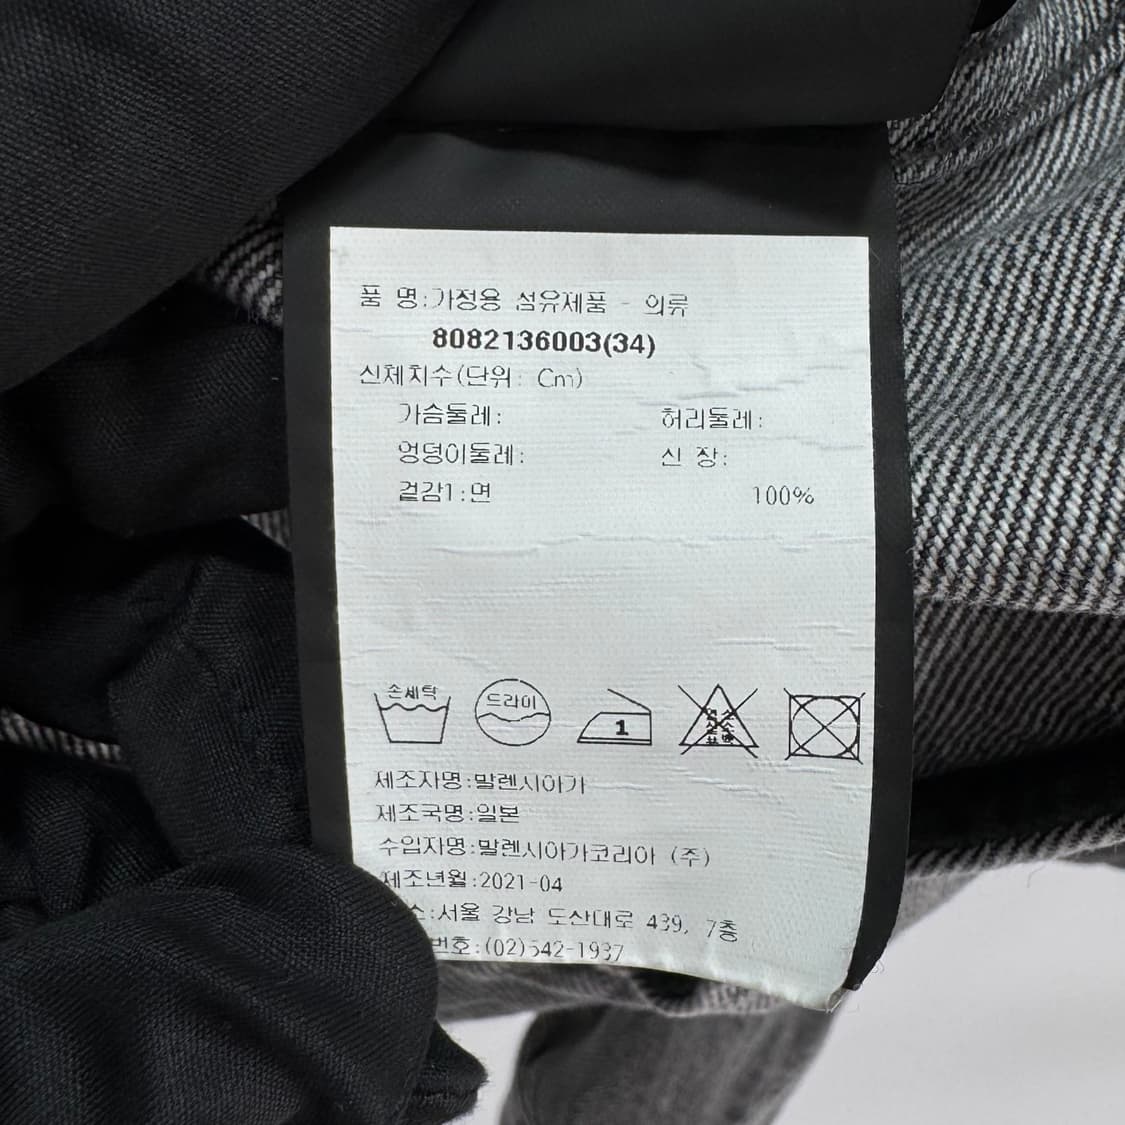 품 명:가정용 섬유제품 - 의류
8082136003(34)
신체치수(단위: Cm)
가슴둘레: 허리둘레:
엉덩이둘레: 신 장:
겉감1:면 100%
손세탁 드라이 1
제조자명:발렌시아가
제조국명:일본
수입자명:발렌시아가코리아 (주)
제조년월:2021-04
소:서울 강남 도산대로 439, 7층
번호:(02)542-1937